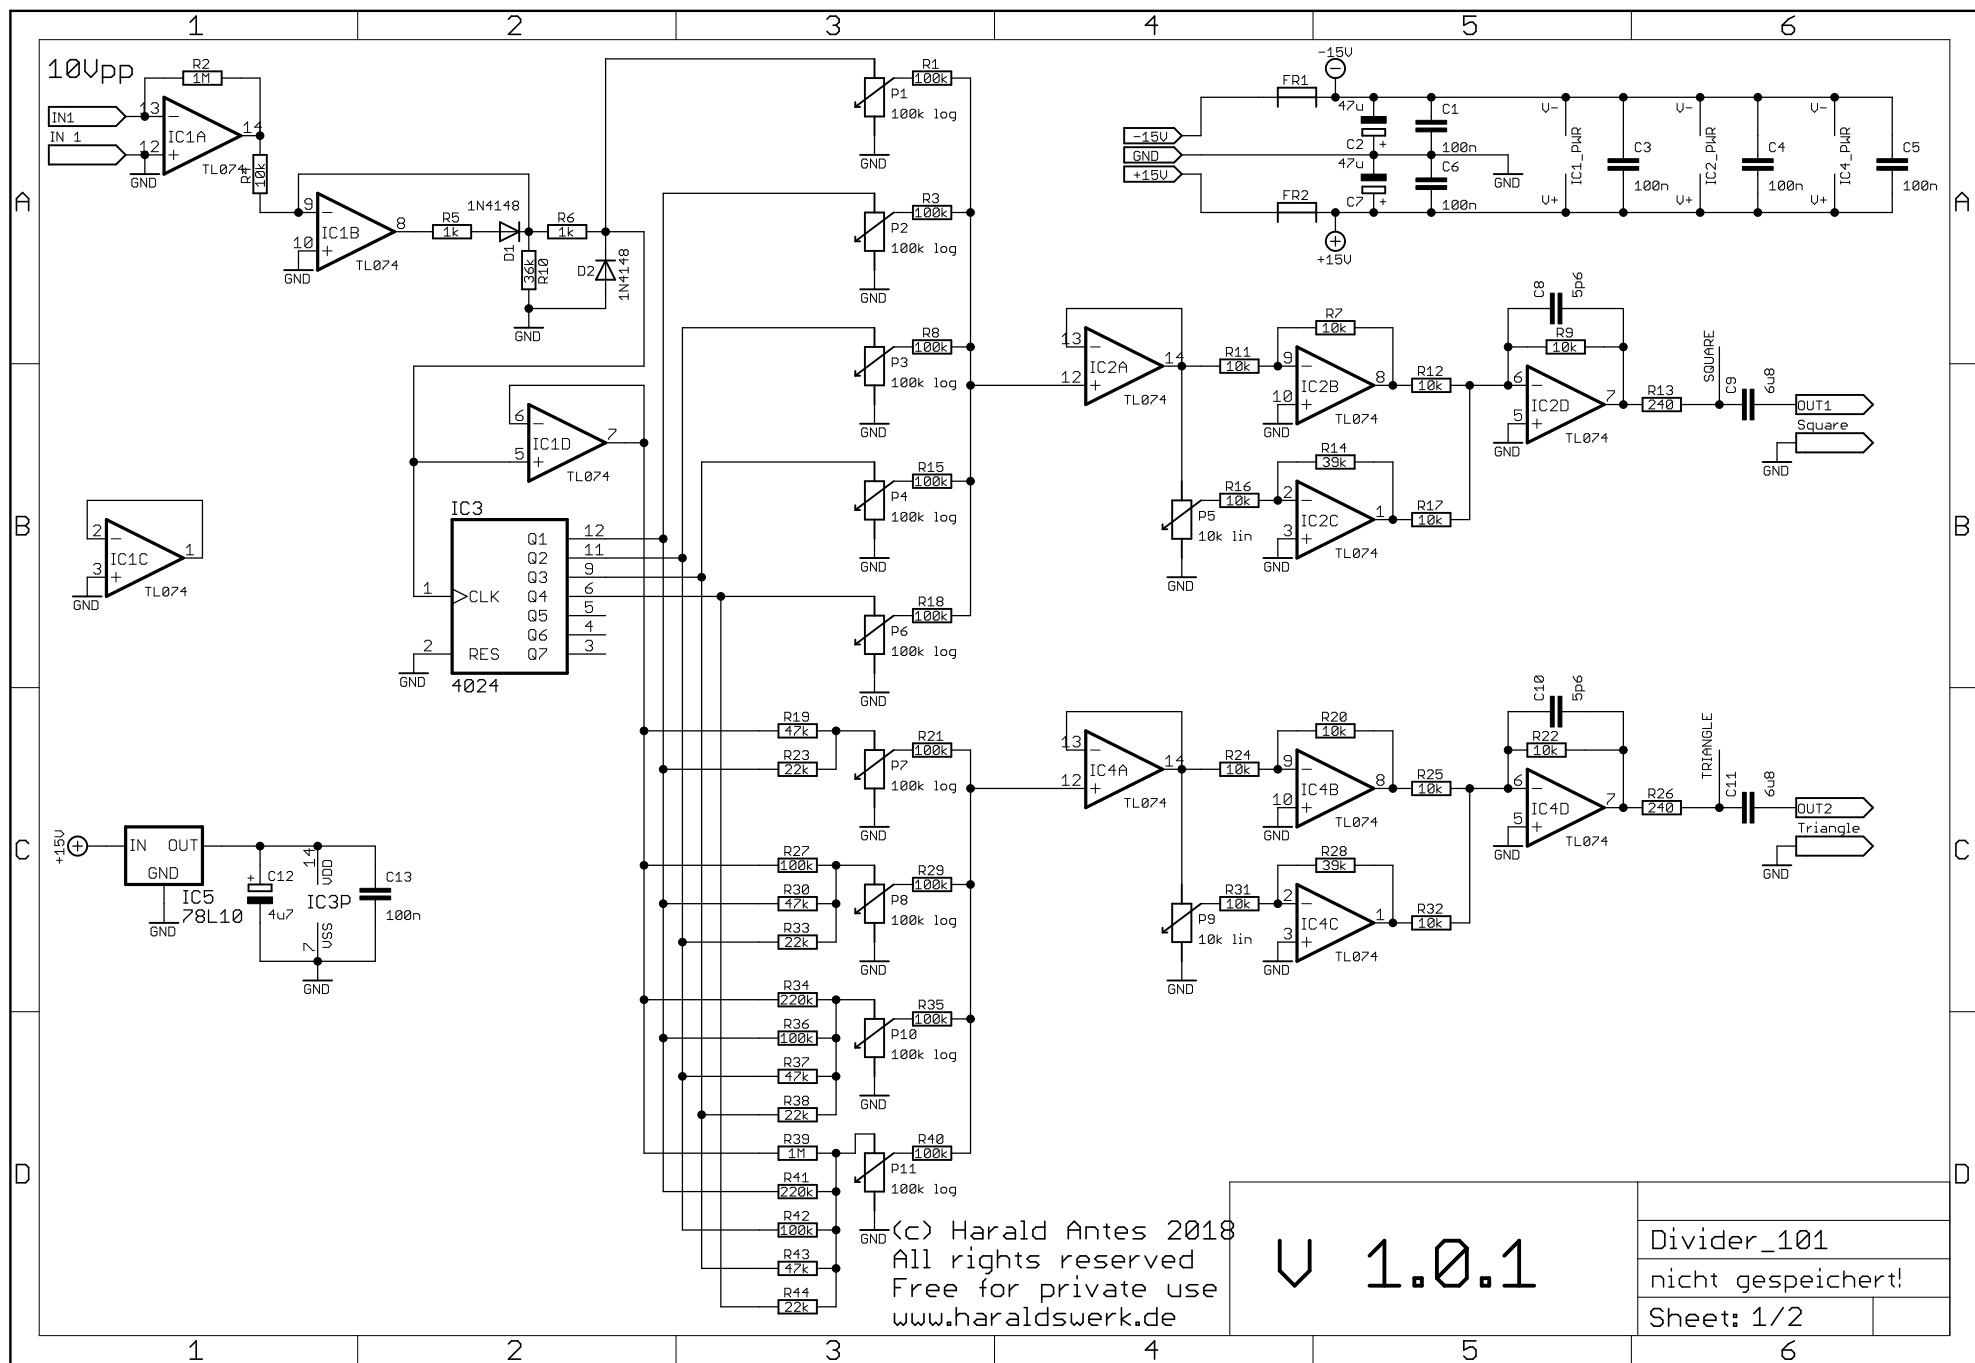 1 2 3 4 5 6
A
B
C
D
A
B
C
D
10Vpp
IN1
IN 1
R2
1M
13
12
14
IC1A
TL074
GND
R4
10k
9
10
8
IC1B
TL074
GND
R5
1k
1N4148
D1
R6
1k
36k
R10
D2
1N4148
GND
R1
100k
P1
100k log
GND
R3
100k
P2
100k log
GND
R8
100k
P3
100k log
GND
R15
100k
P4
100k log
GND
R18
100k
P6
100k log
GND
-15V
GND
+15V
FR1
FR2
-15V
+15V
47u
C2
+
47u
C7
+
C1
100n
C6
100n
GND
V-
IC1_PWR
V+
C3
100n
V-
IC2_PWR
V+
C4
100n
V-
IC4_PWR
V+
C5
100n
6
5
7
IC1D
TL074
2
3
1
IC1C
TL074
GND
IC3
1 CLK
2 RES
GND
Q1 12
Q2 11
Q3 9
Q4 6
Q5 5
Q6 4
Q7 3
4024
13
12
14
IC2A
TL074
R11
10k
R7
10k
9
10
8
IC2B
TL074
GND
R12
10k
P5
10k lin
GND
R16
10k
R14
39k
2
3
1
IC2C
TL074
GND
R17
10k
C8
5p6
R9
10k
6
5
7
IC2D
TL074
GND
R13
240
SQUARE
C9
6u8
OUT1
Square
GND
R19
47k
R23
22k
R21
100k
P7
100k log
GND
R27
100k
R30
47k
R33
22k
R29
100k
P8
100k log
GND
R34
220k
R36
100k
R37
47k
R38
22k
R35
100k
P10
100k log
GND
R39
1M
R41
220k
R42
100k
R43
47k
R44
22k
R40
100k
P11
100k log
GND
13
12
14
IC4A
TL074
R24
10k
R20
10k
9
10
8
IC4B
TL074
GND
R25
10k
P9
10k lin
GND
R31
10k
R28
39k
2
3
1
IC4C
TL074
GND
R32
10k
C10
5p6
R22
10k
6
5
7
IC4D
TL074
GND
R26
240
TRIANGLE
C11
6u8
OUT2
Triangle
GND
+15V
IN OUT
GND
IC5
78L10
GND
+
C12
4u7
14
VDD
IC3P
7
VSS
GND
C13
100n
(c) Harald Antes 2018
All rights reserved
Free for private use
www.haraldswerk.de
V 1.0.1
Divider_101
nicht gespeichert!
Sheet: 1/2
1 2 3 4 5 6